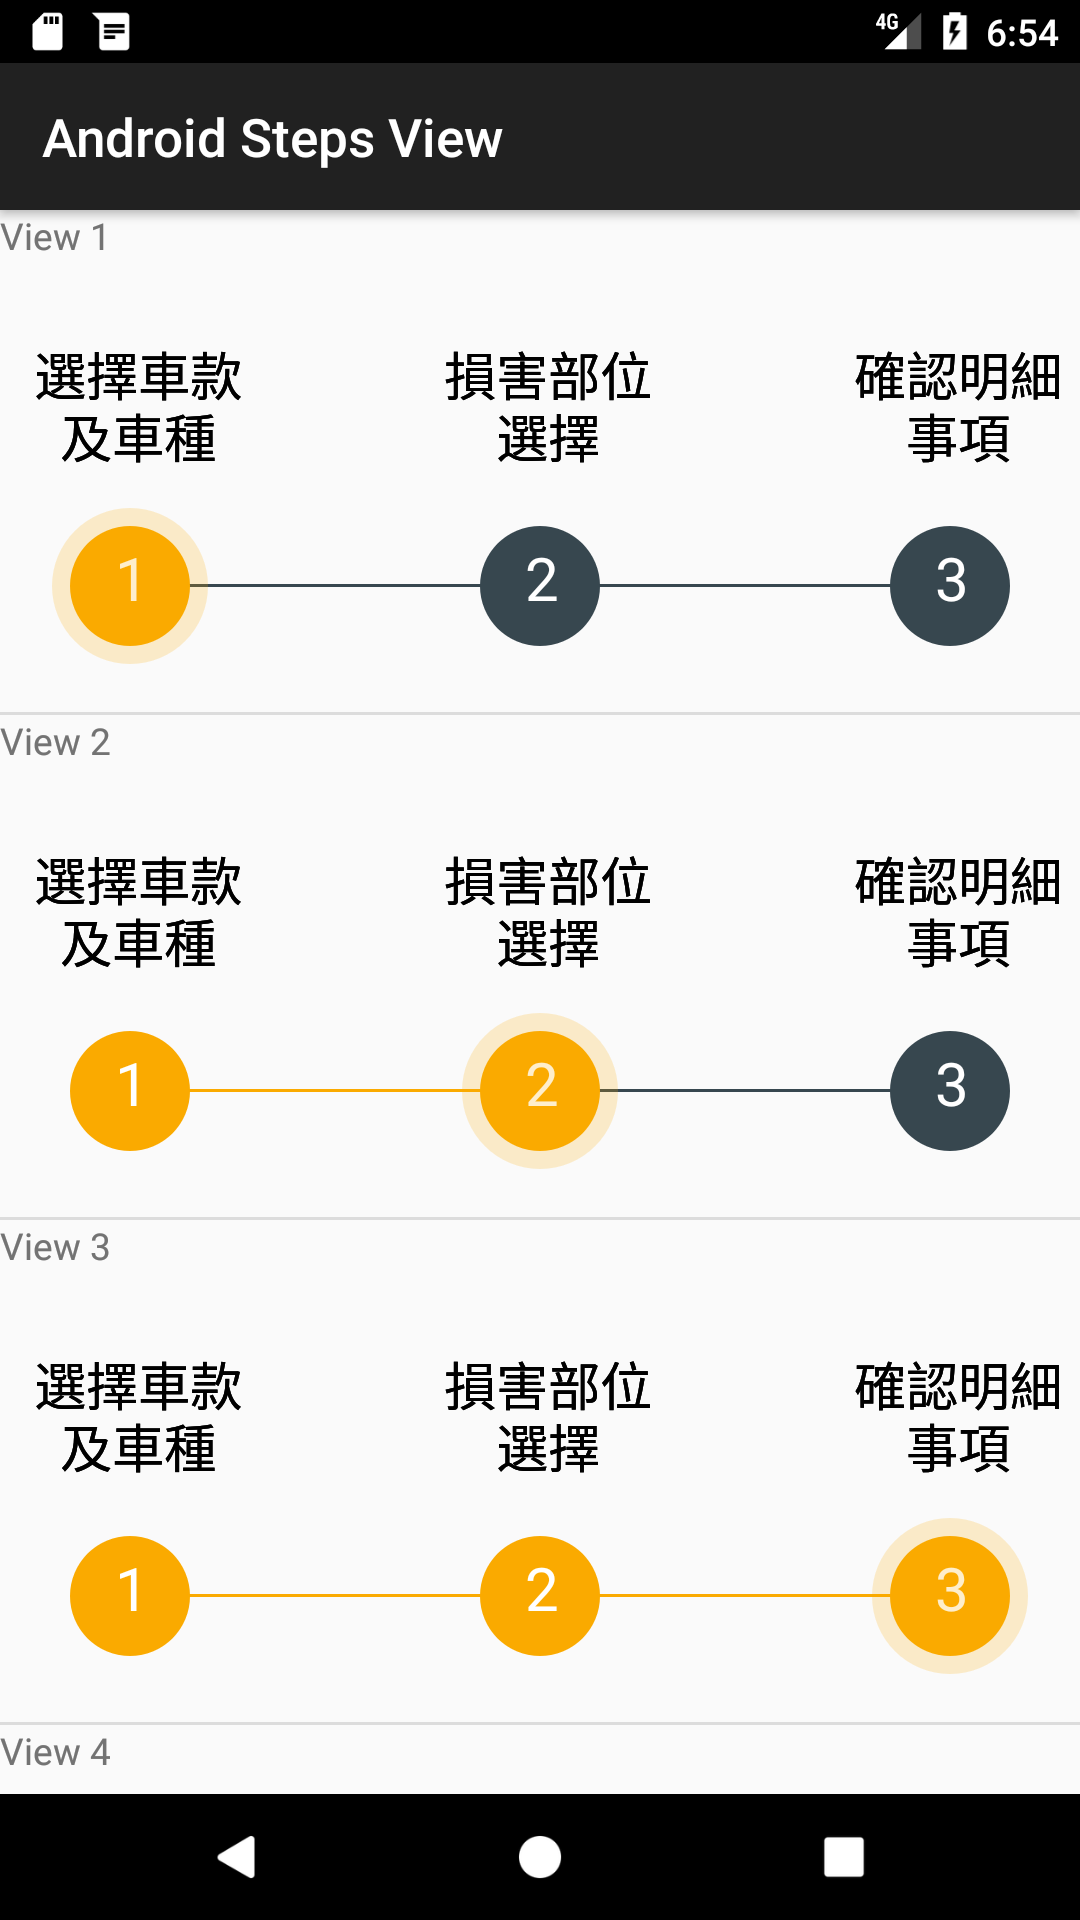 4G 6:54
Android Steps View
View 1
選擇車款 損害部位 確認明細
及車種 選擇 事項
1 2 3
View 2
選擇車款 損害部位 確認明細
及車種 選擇 事項
1 2 3
View 3
選擇車款 損害部位 確認明細
及車種 選擇 事項
1 2 3
View 4